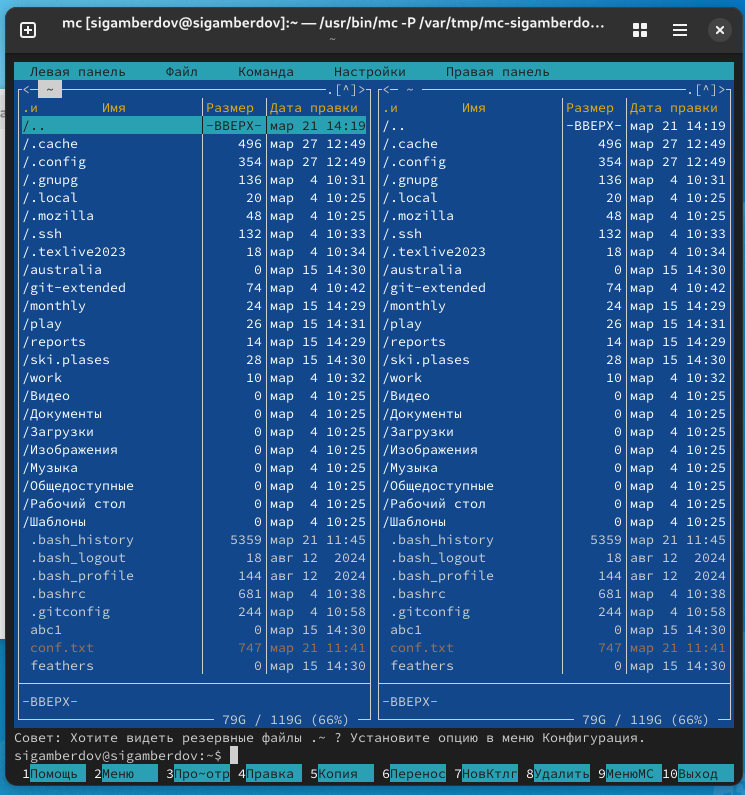 mc [sigamberdov@sigamberdov]:~ — /usr/bin/mc -P /var/tmp/mc-sigamberdo...
~
Левая панель Файл Команда Настройки Правая панель
<— ~ .[^]> <— ~ .[^]>
.и Имя Размер Дата правки .и Имя Размер Дата правки
/.. -ВВЕРХ- мар 21 14:19 /.. -ВВЕРХ- мар 21 14:19
/.cache 496 мар 27 12:49 /.cache 496 мар 27 12:49
/.config 354 мар 27 12:49 /.config 354 мар 27 12:49
/.gnupg 136 мар 4 10:31 /.gnupg 136 мар 4 10:31
/.local 20 мар 4 10:25 /.local 20 мар 4 10:25
/.mozilla 48 мар 4 10:25 /.mozilla 48 мар 4 10:25
/.ssh 132 мар 4 10:33 /.ssh 132 мар 4 10:33
/.texlive2023 18 мар 4 10:34 /.texlive2023 18 мар 4 10:34
/australia 0 мар 15 14:30 /australia 0 мар 15 14:30
/git-extended 74 мар 4 10:42 /git-extended 74 мар 4 10:42
/monthly 24 мар 15 14:29 /monthly 24 мар 15 14:29
/play 26 мар 15 14:31 /play 26 мар 15 14:31
/reports 14 мар 15 14:29 /reports 14 мар 15 14:29
/ski.plases 28 мар 15 14:30 /ski.plases 28 мар 15 14:30
/work 10 мар 4 10:32 /work 10 мар 4 10:32
/Видео 0 мар 4 10:25 /Видео 0 мар 4 10:25
/Документы 0 мар 4 10:25 /Документы 0 мар 4 10:25
/Загрузки 0 мар 4 10:25 /Загрузки 0 мар 4 10:25
/Изображения 0 мар 4 10:25 /Изображения 0 мар 4 10:25
/Музыка 0 мар 4 10:25 /Музыка 0 мар 4 10:25
/Общедоступные 0 мар 4 10:25 /Общедоступные 0 мар 4 10:25
/Рабочий стол 0 мар 4 10:25 /Рабочий стол 0 мар 4 10:25
/Шаблоны 0 мар 4 10:25 /Шаблоны 0 мар 4 10:25
.bash_history 5359 мар 21 11:45 .bash_history 5359 мар 21 11:45
.bash_logout 18 авг 12 2024 .bash_logout 18 авг 12 2024
.bash_profile 144 авг 12 2024 .bash_profile 144 авг 12 2024
.bashrc 681 мар 4 10:38 .bashrc 681 мар 4 10:38
.gitconfig 244 мар 4 10:58 .gitconfig 244 мар 4 10:58
abc1 0 мар 15 14:30 abc1 0 мар 15 14:30
conf.txt 747 мар 21 11:41 conf.txt 747 мар 21 11:41
feathers 0 мар 15 14:30 feathers 0 мар 15 14:30
-ВВЕРХ- -ВВЕРХ-
79G / 119G (66%) 79G / 119G (66%)
Совет: Хотите видеть резервные файлы .~ ? Установите опцию в меню Конфигурация.
sigamberdov@sigamberdov:~$
1Помощь 2Меню 3Про~отр 4Правка 5Копия 6Перенос 7НовКтлг 8Удалить 9МенюМС 10Выход